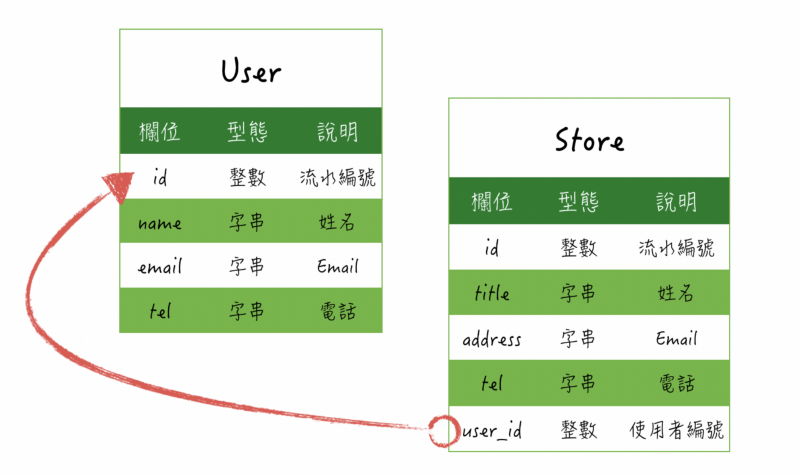 User
欄位 型態 說明
id 整數 流水編號
name 字串 姓名
email 字串 Email
tel 字串 電話
Store
欄位 型態 說明
id 整數 流水編號
title 字串 姓名
address 字串 Email
tel 字串 電話
user_id 整數 使用者編號